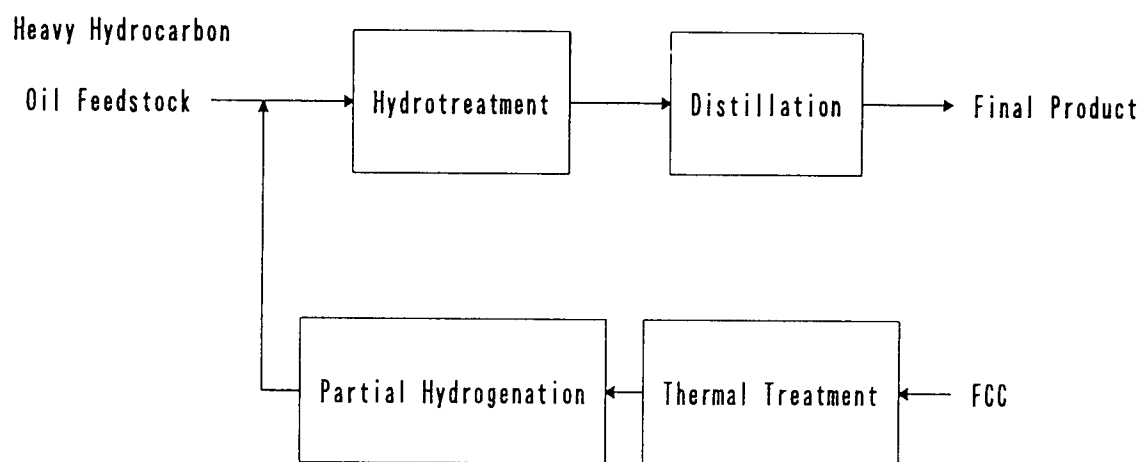 Heavy Hydrocarbon
Oil Feedstock
Hydrotreatment
Distillation
Final Product
Partial Hydrogenation
Thermal Treatment
FCC